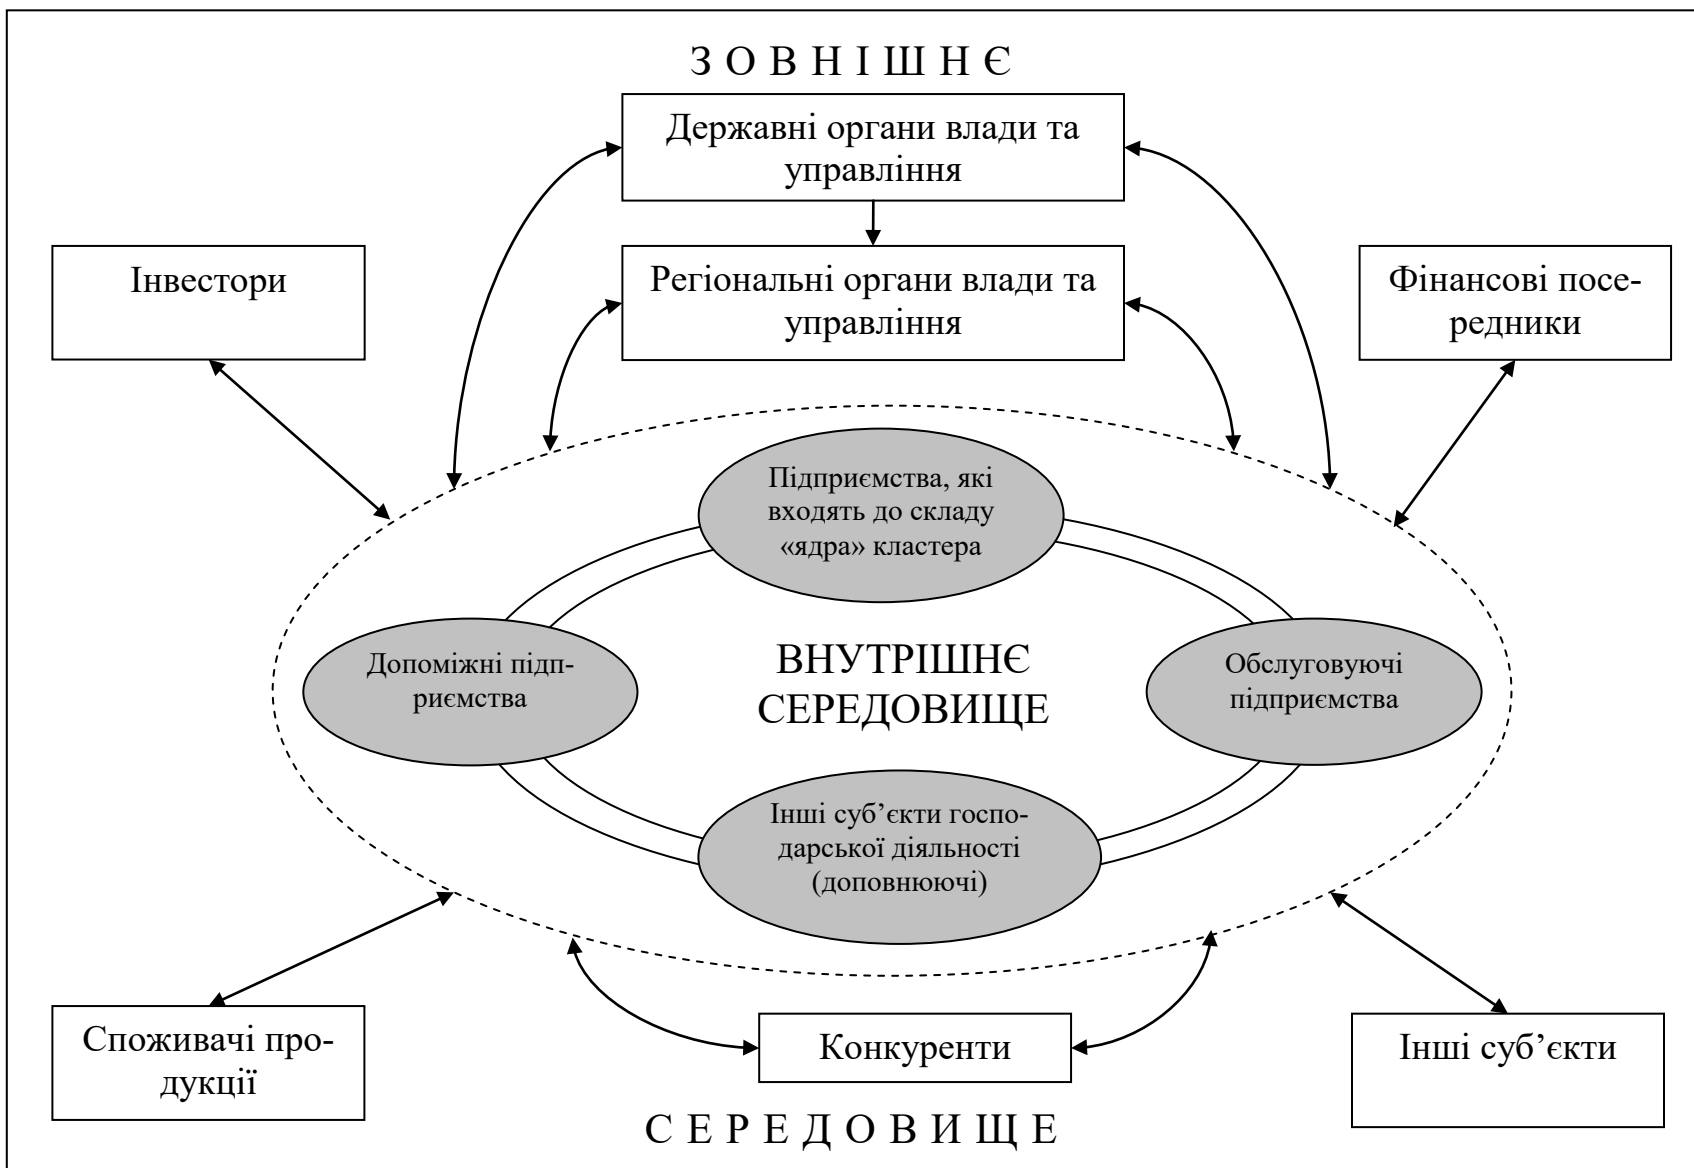 З О В Н І Ш Н Є
Державні органи влади та
управління
Інвестори
Регіональні органи влади та
управління
Фінансові посе-
редники
Підприємства, які
входять до складу
«ядра» кластера
Допоміжні підп-
риємства
ВНУТРІШНЄ
СЕРЕДОВИЩЕ
Обслуговуючі
підприємства
Інші суб’єкти госпо-
дарської діяльності
(доповнюючі)
Споживачі про-
дукції
Конкуренти
Інші суб’єкти
С Е Р Е Д О В И Щ Е